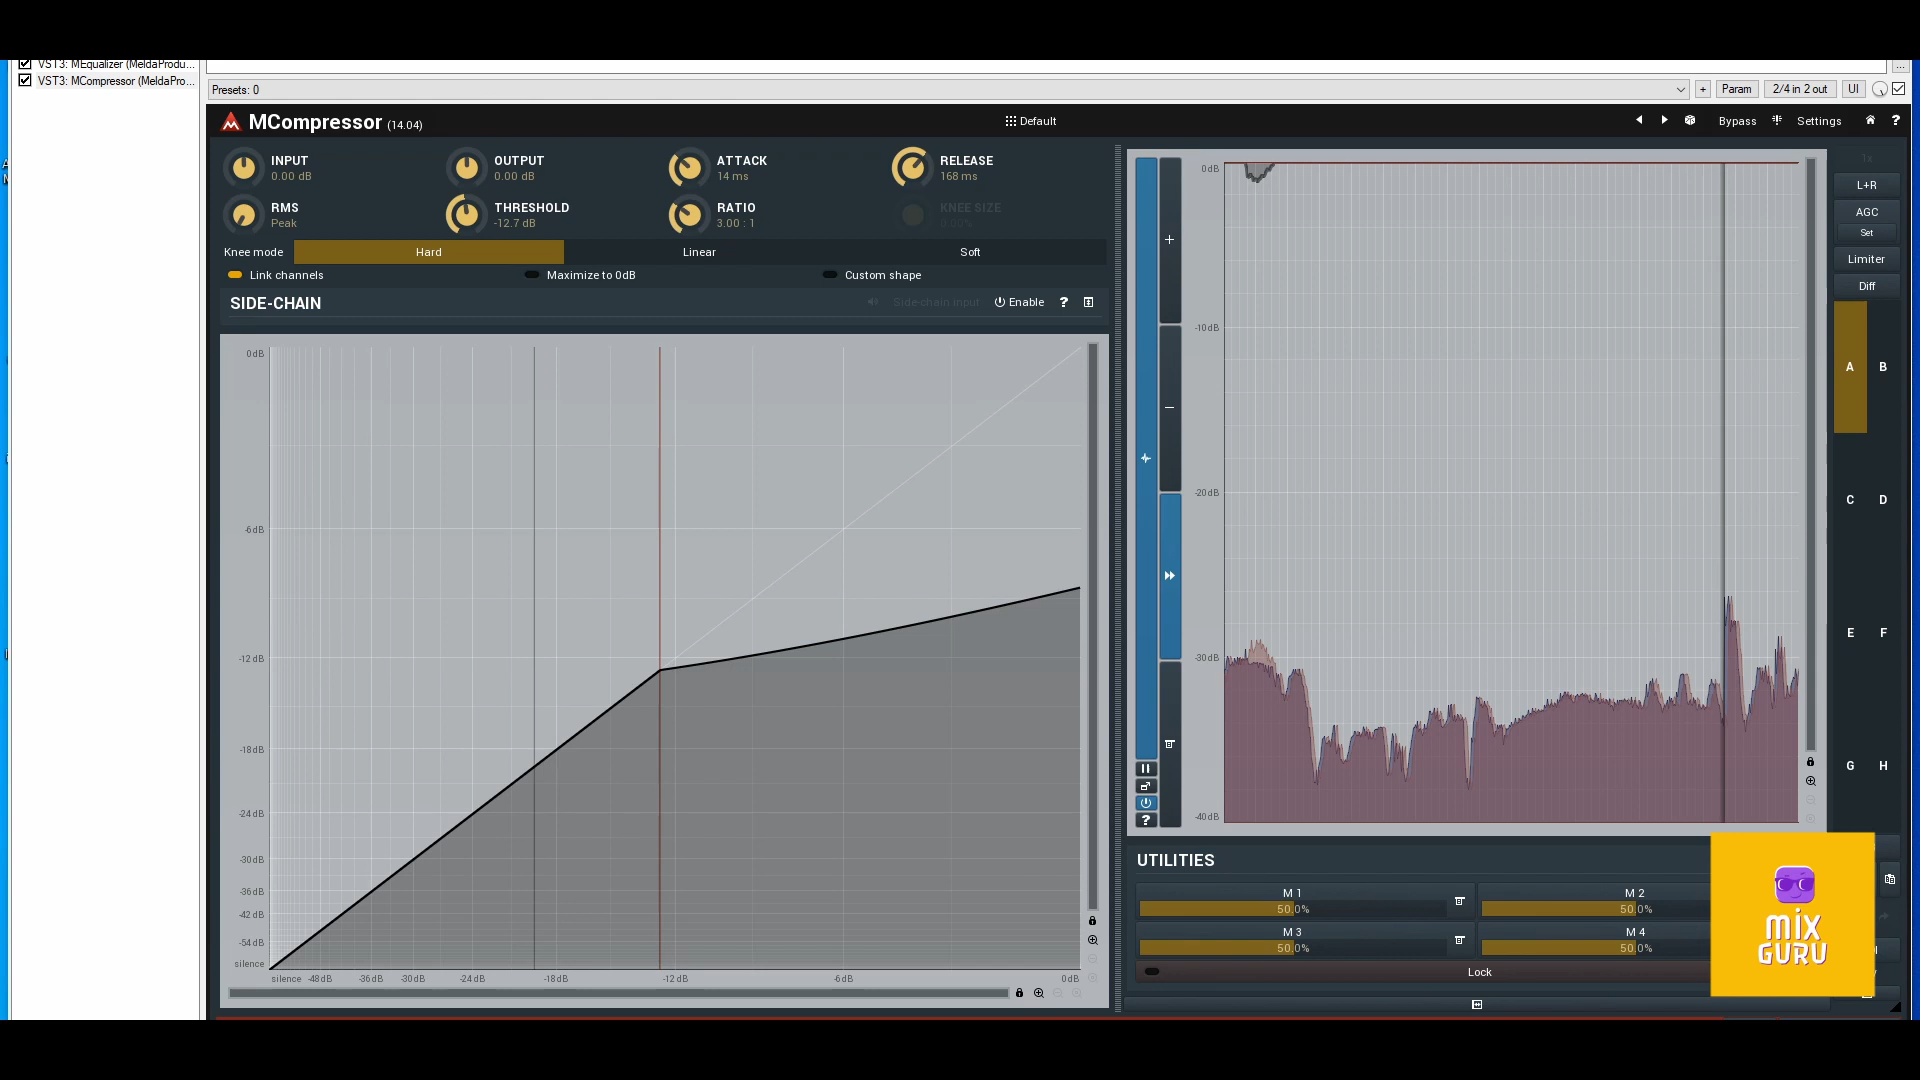 VST3: MEqualizer (MeldaProdu...
VST3: MCompressor (MeldaPro...
...
Presets: 0
+
Param
2/4 in 2 out
UI
MCompressor (14.04)
Default
Bypass
Settings
?
INPUT
0.00 dB
OUTPUT
0.00 dB
ATTACK
14 ms
RELEASE
168 ms
RMS
Peak
THRESHOLD
-12.7 dB
RATIO
3.00 : 1
KNEE SIZE
Knee mode
Hard
Linear
Soft
Link channels
Maximize to 0dB
Custom shape
SIDE-CHAIN
Side-chain input
Enable
?
0dB
-6dB
-12dB
-18dB
-24dB
-30dB
-36dB
-42dB
-54dB
silence
silence -48dB -36dB -30dB -24dB -18dB -12dB -6dB 0dB
0dB
-10dB
-20dB
-30dB
-40dB
?
1x
L+R
AGC
Set
Limiter
Diff
A B
C D
E F
G H
UTILITIES
M 1
50.0%
M 2
50.0%
M 3
50.0%
M 4
50.0%
Lock
mix
GURU